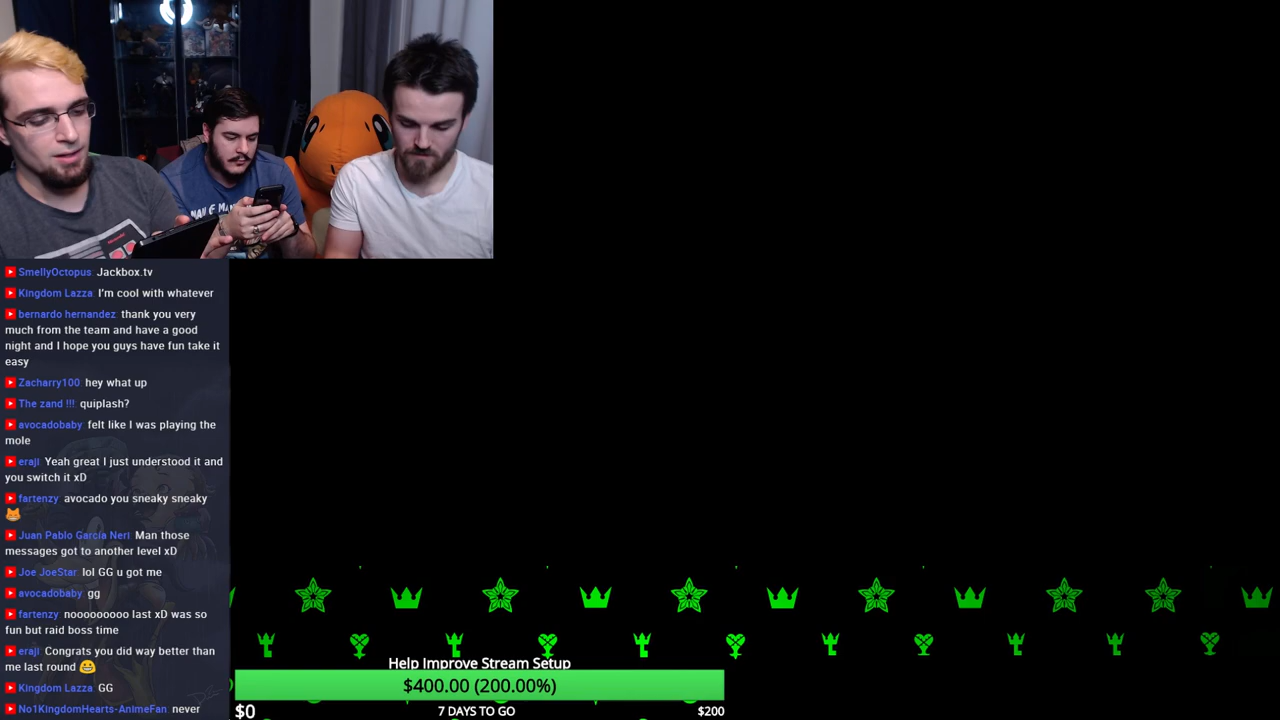 SmellyOctopus: Jackbox.tv
Kingdom Lazza: I'm cool with whatever
bernardo hernandez: thank you very
much from the team and have a good
night and I hope you guys have fun take it
easy
Zacharry100: hey what up
The zand !!!: quiplash?
avocadobaby: felt like I was playing the
mole
eraji: Yeah great I just understood it and
you switch it xD
fartenzy: avocado you sneaky sneaky
Juan Pablo García Neri: Man those
messages got to another level xD
Joe JoeStar: lol GG u got me
avocadobaby: gg
fartenzy: nooooooooo last xD was so
fun but raid boss time
eraji: Congrats you did way better than
me last round
Kingdom Lazza: GG
No1KingdomHearts-AnimeFan: never
Help Improve Stream Setup
$400.00 (200.00%)
$0
7 DAYS TO GO
$200